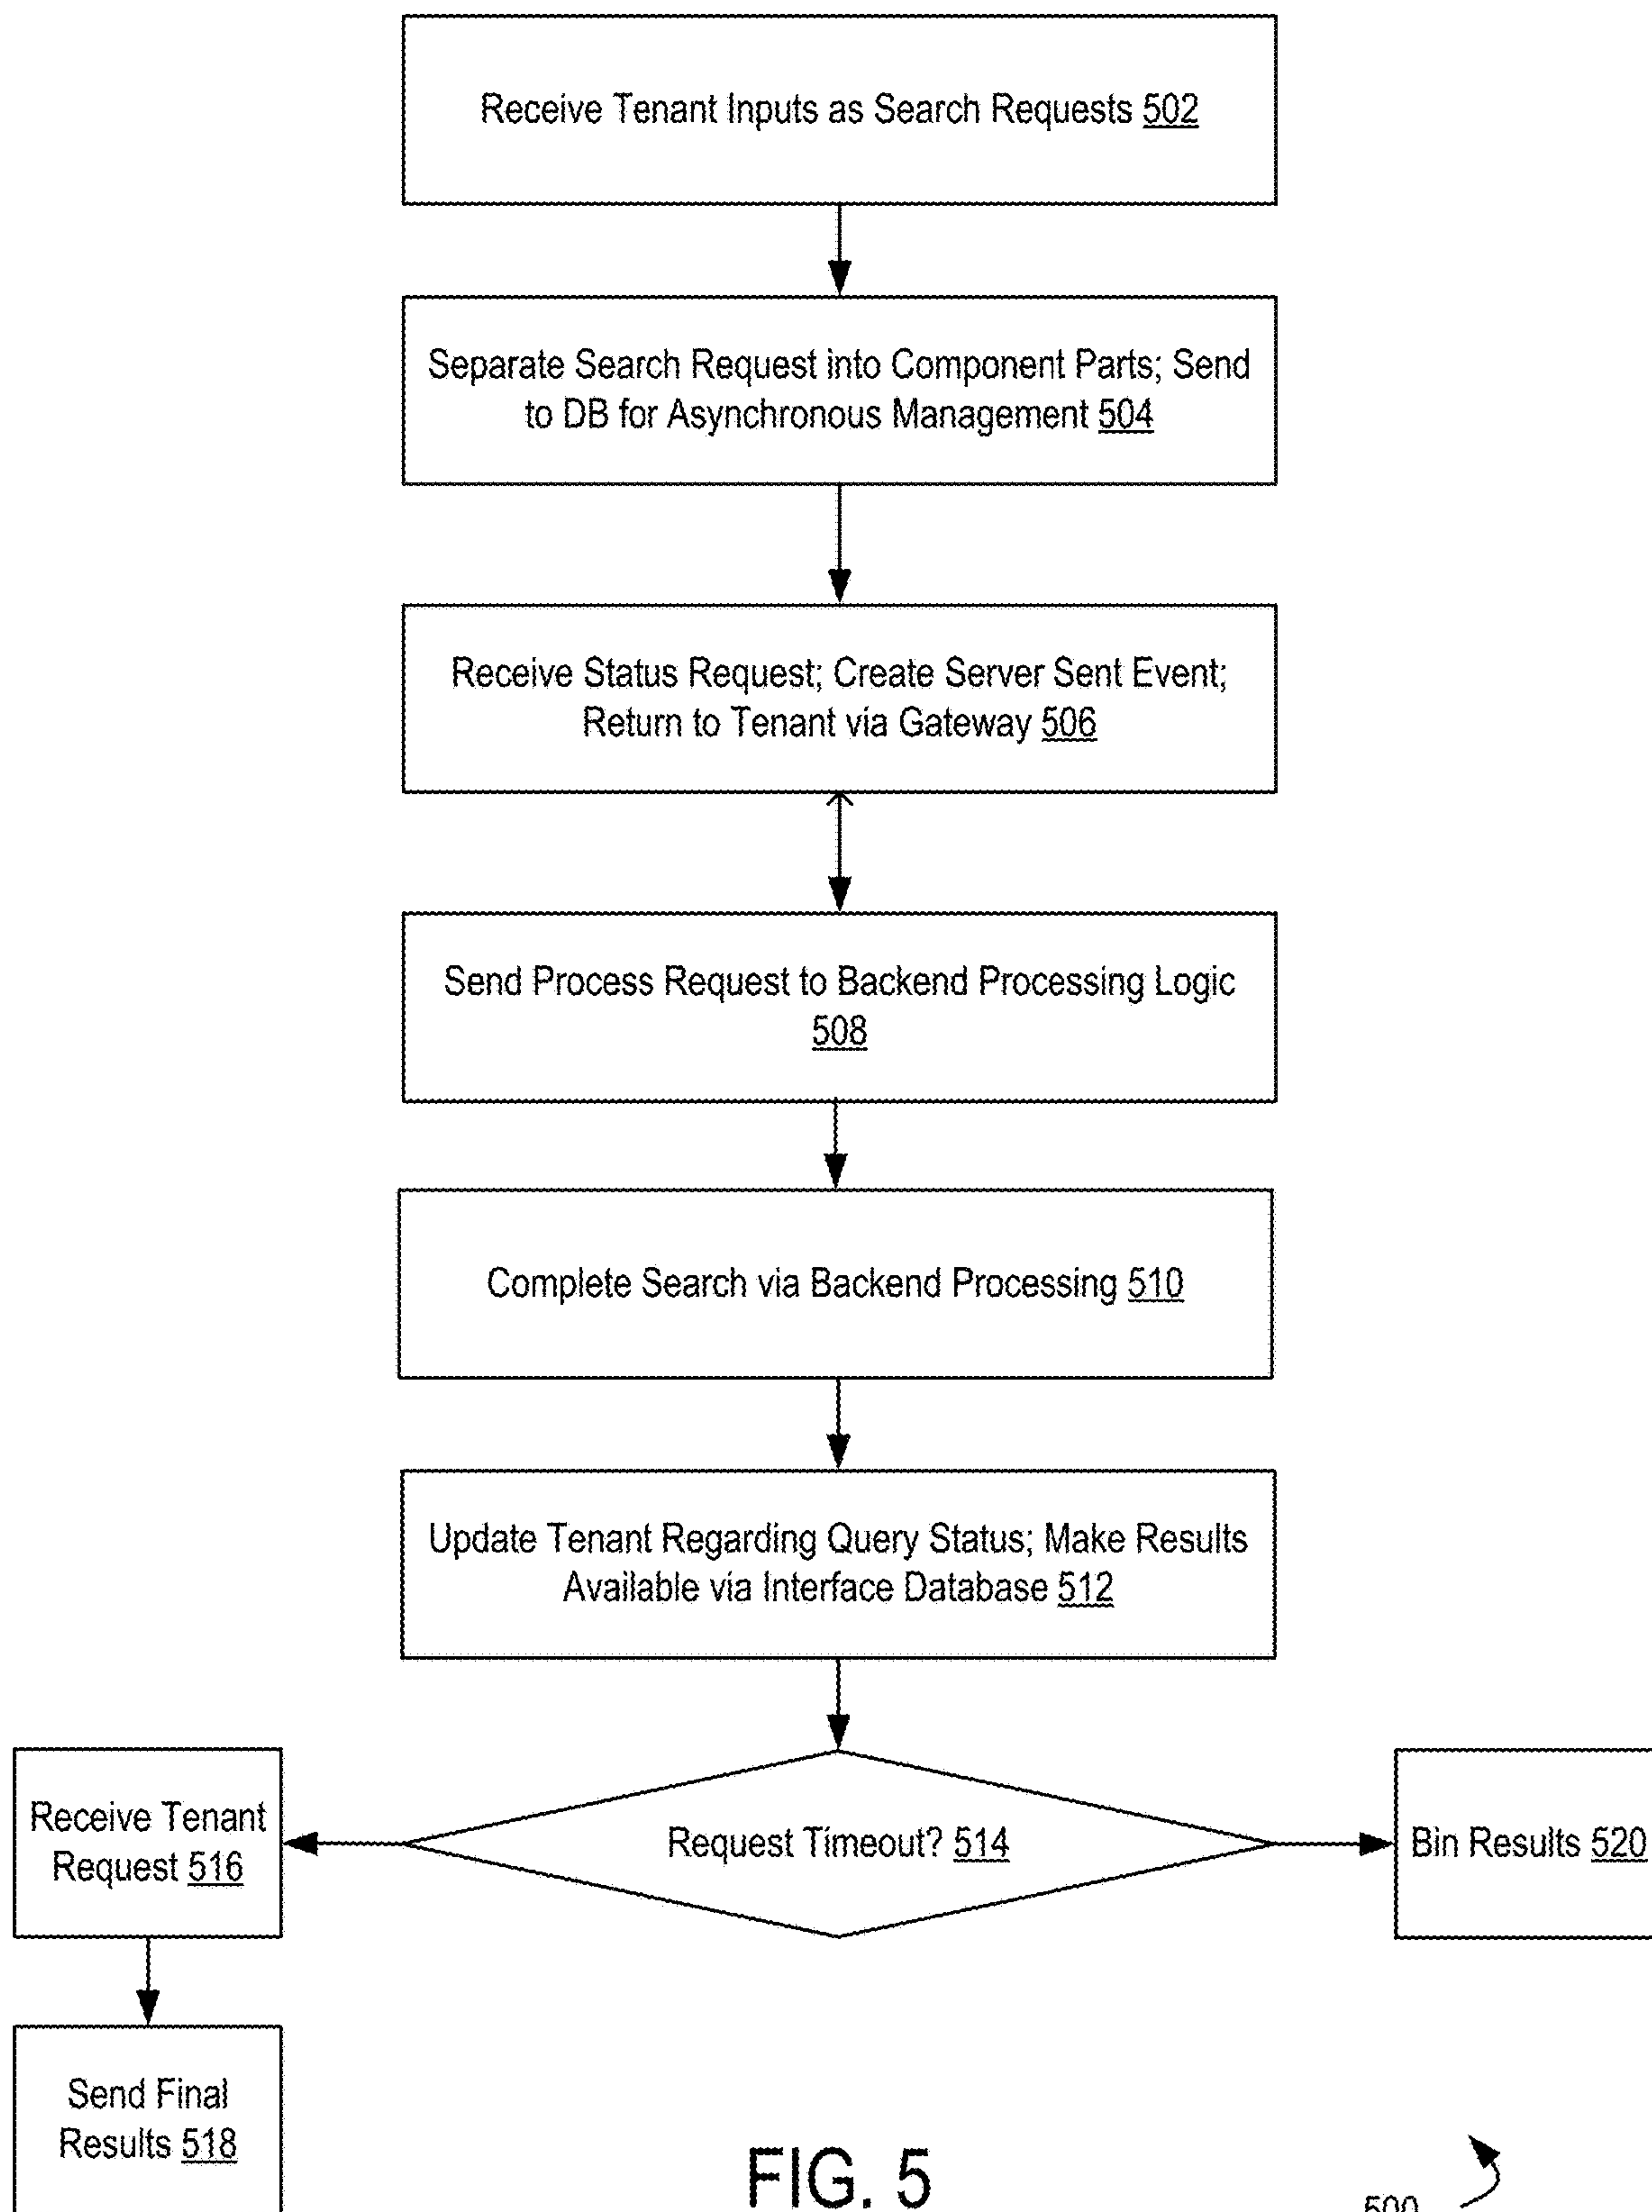 Receive Tenant Inputs as Search Requests 502
Separate Search Request into Component Parts; Send
to DB for Asynchronous Management 504
Receive Status Request; Create Server Sent Event;
Return to Tenant via Gateway 506
Send Process Request to Backend Processing Logic
508
Complete Search via Backend Processing 510
Update Tenant Regarding Query Status; Make Results
Available via Interface Database 512
Receive Tenant
Request 516
Request Timeout? 514
Bin Results 520
Send Final
Results 518
FIG. 5
500